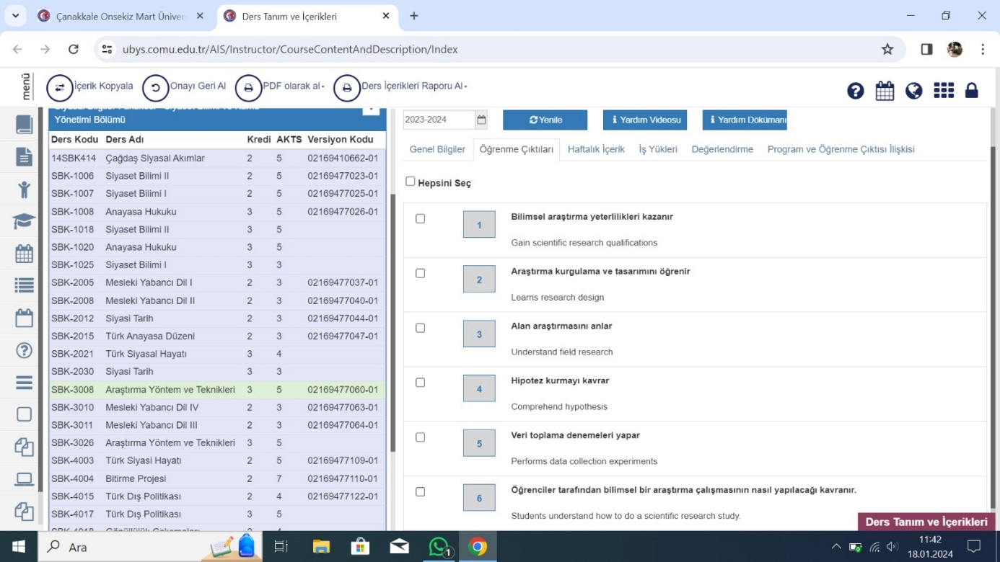 Çanakkale Onsekiz Mart Üniver
Ders Tanım ve İçerikleri
ubys.comu.edu.tr/AIS/Instructor/CourseContentAndDescription/Index
menü
İçerik Kopyala
Onayı Geri Al
PDF olarak al
Ders İçerikleri Raporu Al
Yönetimi Bölümü
Ders Kodu Ders Adı Kredi AKTS Versiyon Kodu
14SBK414 Çağdaş Siyasal Akımlar 2 5 02169410662-01
SBK-1006 Siyaset Bilimi II 2 5 02169477023-01
SBK-1007 Siyaset Bilimi I 2 5 02169477025-01
SBK-1008 Anayasa Hukuku 3 5 02169477026-01
SBK-1018 Siyaset Bilimi II 3 5
SBK-1020 Anayasa Hukuku 3 5
SBK-1025 Siyaset Bilimi I 3 3
SBK-2005 Mesleki Yabancı Dil I 2 3 02169477037-01
SBK-2008 Mesleki Yabancı Dil II 2 3 02169477040-01
SBK-2012 Siyasi Tarih 2 3 02169477044-01
SBK-2015 Türk Anayasa Düzeni 2 3 02169477047-01
SBK-2021 Türk Siyasal Hayatı 3 4
SBK-2030 Siyasi Tarih 3 3
SBK-3008 Araştırma Yöntem ve Teknikleri 3 5 02169477060-01
SBK-3010 Mesleki Yabancı Dil IV 2 3 02169477063-01
SBK-3011 Mesleki Yabancı Dil III 2 3 02169477064-01
SBK-3026 Araştırma Yöntem ve Teknikleri 3 5
SBK-4003 Türk Siyasi Hayatı 2 5 02169477109-01
SBK-4004 Bitirme Projesi 2 7 02169477110-01
SBK-4015 Türk Dış Politikası 2 4 02169477122-01
SBK-4017 Türk Dış Politikası 3 5
2023-2024
Yenile
Yardım Videosu
Yardım Dökümanı
Genel Bilgiler
Öğrenme Çıktıları
Haftalık İçerik
İş Yükleri
Değerlendirme
Program ve Öğrenme Çıktısı İlişkisi
Hepsini Seç
1
Bilimsel araştırma yeterlilikleri kazanır
Gain scientific research qualifications
2
Araştırma kurgulama ve tasarımını öğrenir
Learns research design
3
Alan araştırmasını anlar
Understand field research
4
Hipotez kurmayı kavrar
Comprehend hypothesis
5
Veri toplama denemeleri yapar
Performs data collection experiments
6
Öğrenciler tarafından bilimsel bir araştırma çalışmasının nasıl yapılacağı kavranır.
Students understand how to do a scientific research study.
Ders Tanım ve İçerikleri
Ara
1
11:42
18.01.2024